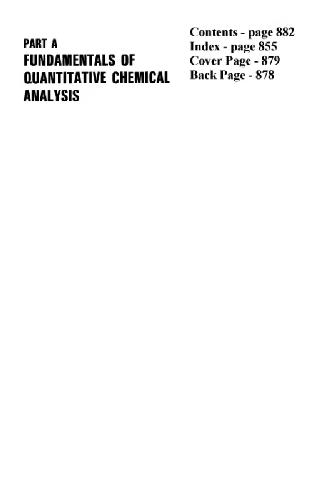 PART A
FUNDAMENTALS OF
QUANTITATIVE CHEMICAL
ANALYSIS
Contents - page 882
Index - page 855
Cover Page - 879
Back Page - 878